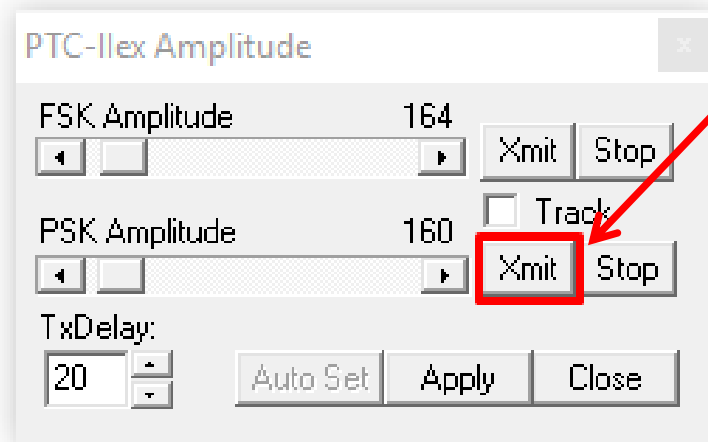 PTC-IIex Amplitude x
FSK Amplitude 164
Xmit Stop
Track
PSK Amplitude 160
Xmit Stop
TxDelay:
20 Auto Set Apply Close